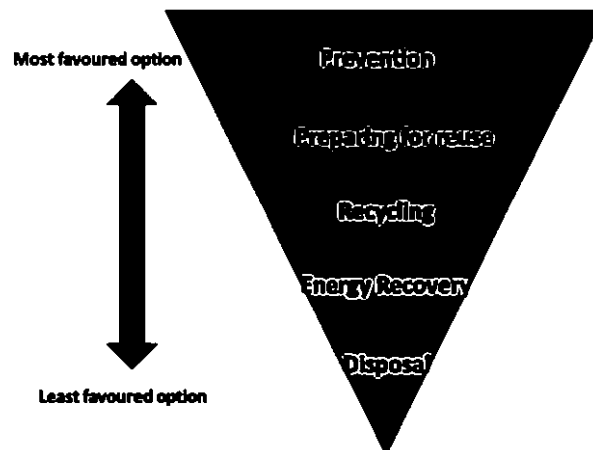 Most favoured option
Prevention
Preparing for reuse
Recycling
Energy Recovery
Disposal
Least favoured option